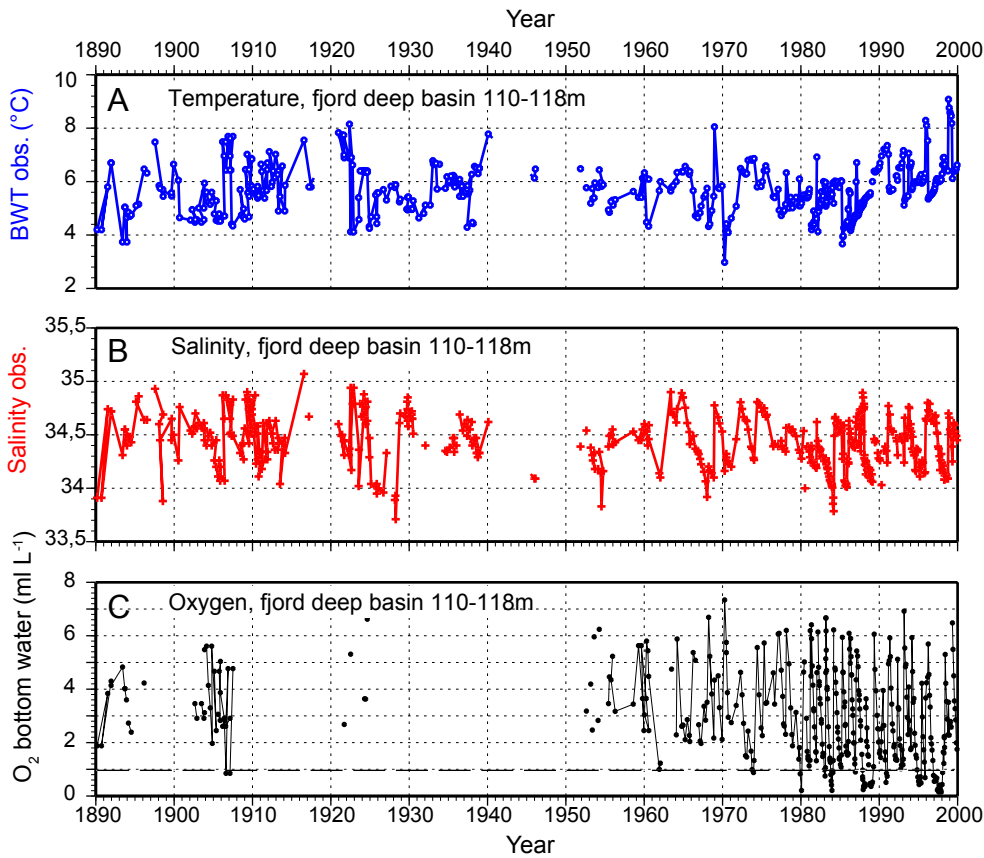 Year
1890 1900 1910 1920 1930 1940 1950 1960 1970 1980 1990 2000
10
8
6
4
2
BWT obs. (°C)
A Temperature, fjord deep basin 110-118m
35,5
35
34,5
34
33,5
Salinity obs.
B Salinity, fjord deep basin 110-118m
8
6
4
2
0
O₂ bottom water (ml L⁻¹)
C Oxygen, fjord deep basin 110-118m
1890 1900 1910 1920 1930 1940 1950 1960 1970 1980 1990 2000
Year